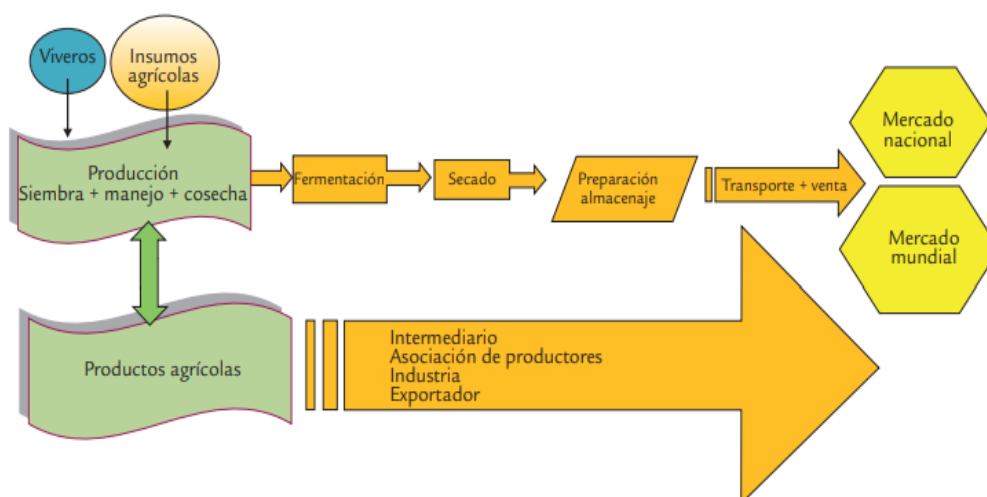 Viveros
Insumos
agrícolas
Producción
Siembra + manejo + cosecha
Fermentación
Secado
Preparación
almacenaje
Transporte + venta
Mercado
nacional
Mercado
mundial
Productos agrícolas
Intermediario
Asociación de productores
Industria
Exportador